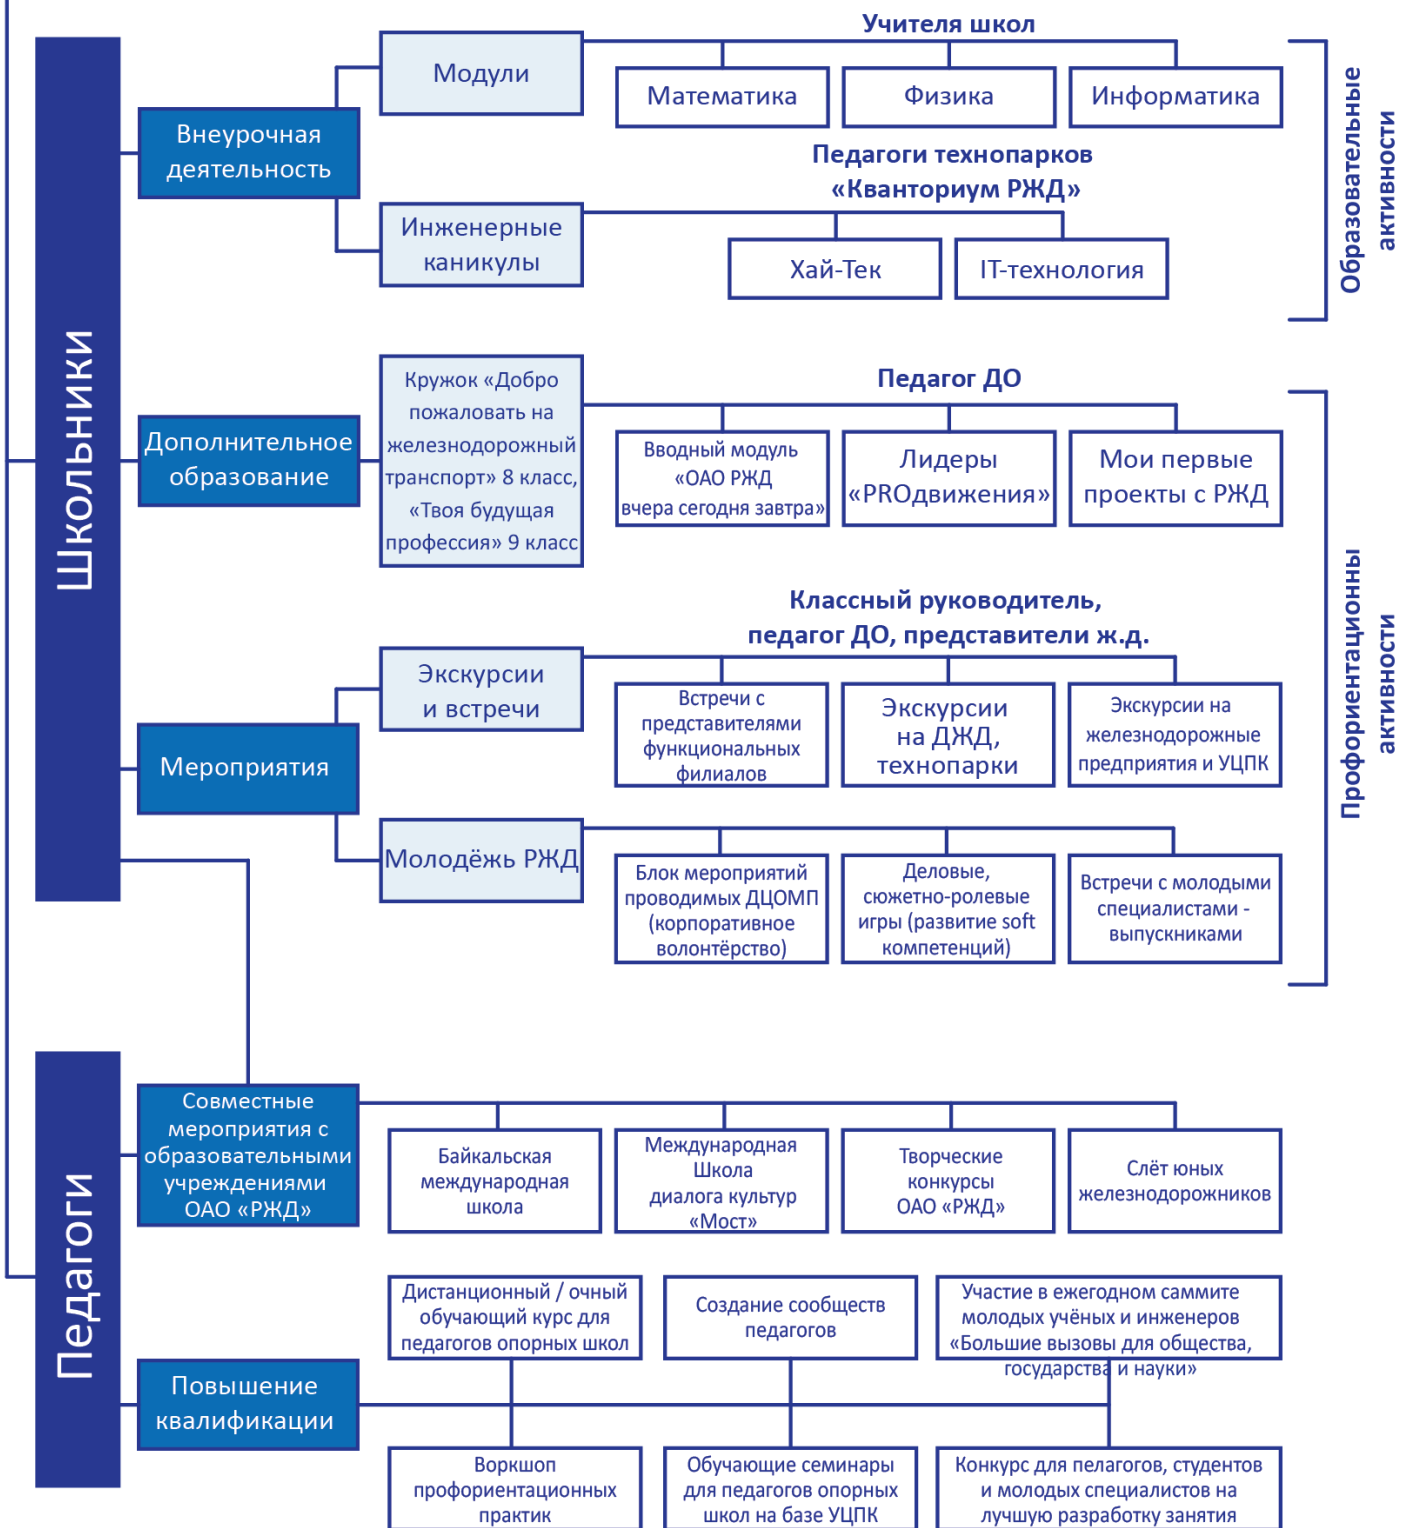 Школьники
Внеурочная
деятельность
Модули
Учителя школ
Математика
Физика
Информатика
Инженерные
каникулы
Педагоги технопарков
«Кванториум РЖД»
Хай-Тек
IT-технология
Образовательные
активности
Дополнительное
образование
Кружок «Добро
пожаловать на
железнодорожный
транспорт» 8 класс,
«Твоя будущая
профессия» 9 класс
Педагог ДО
Вводный модуль
«ОАО РЖД
вчера сегодня завтра»
Лидеры
«PROдвижения»
Мои первые
проекты с РЖД
Мероприятия
Экскурсии
и встречи
Классный руководитель,
педагог ДО, представители ж.д.
Встречи с
представителями
функциональных
филиалов
Экскурсии
на ДЖД,
технопарки
Экскурсии на
железнодорожные
предприятия и УЦПК
Молодёжь РЖД
Блок мероприятий
проводимых ДЦОМП
(корпоративное
волонтёрство)
Деловые,
сюжетно-ролевые
игры (развитие soft
компетенций)
Встречи с молодыми
специалистами -
выпускниками
Профориентационны
активности
Педагоги
Совместные
мероприятия с
образовательными
учреждениями
ОАО «РЖД»
Байкальская
международная
школа
Международная
Школа
диалога культур
«Мост»
Творческие
конкурсы
ОАО «РЖД»
Слёт юных
железнодорожников
Повышение
квалификации
Дистанционный / очный
обучающий курс для
педагогов опорных школ
Создание сообществ
педагогов
Участие в ежегодном саммите
молодых учёных и инженеров
«Большие вызовы для общества,
государства и науки»
Воркшоп
профориентационных
практик
Обучающие семинары
для педагогов опорных
школ на базе УЦПК
Конкурс для пелагогов, студентов
и молодых специалистов на
лучшую разработку занятия